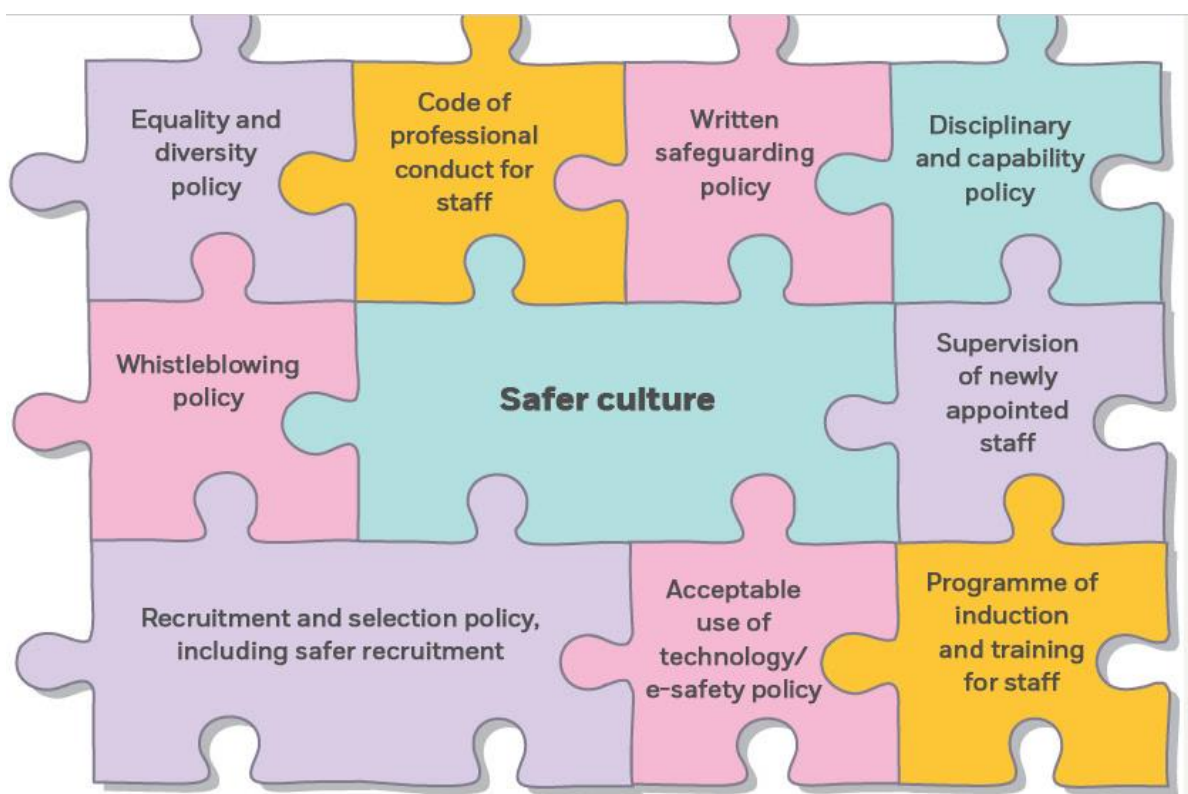 Equality and
diversity
policy
Code of
professional
conduct for
staff
Written
safeguarding
policy
Disciplinary
and capability
policy
Whistleblowing
policy
Safer culture
Supervision
of newly
appointed
staff
Recruitment and selection policy,
including safer recruitment
Acceptable
use of
technology/
e-safety policy
Programme of
induction
and training
for staff